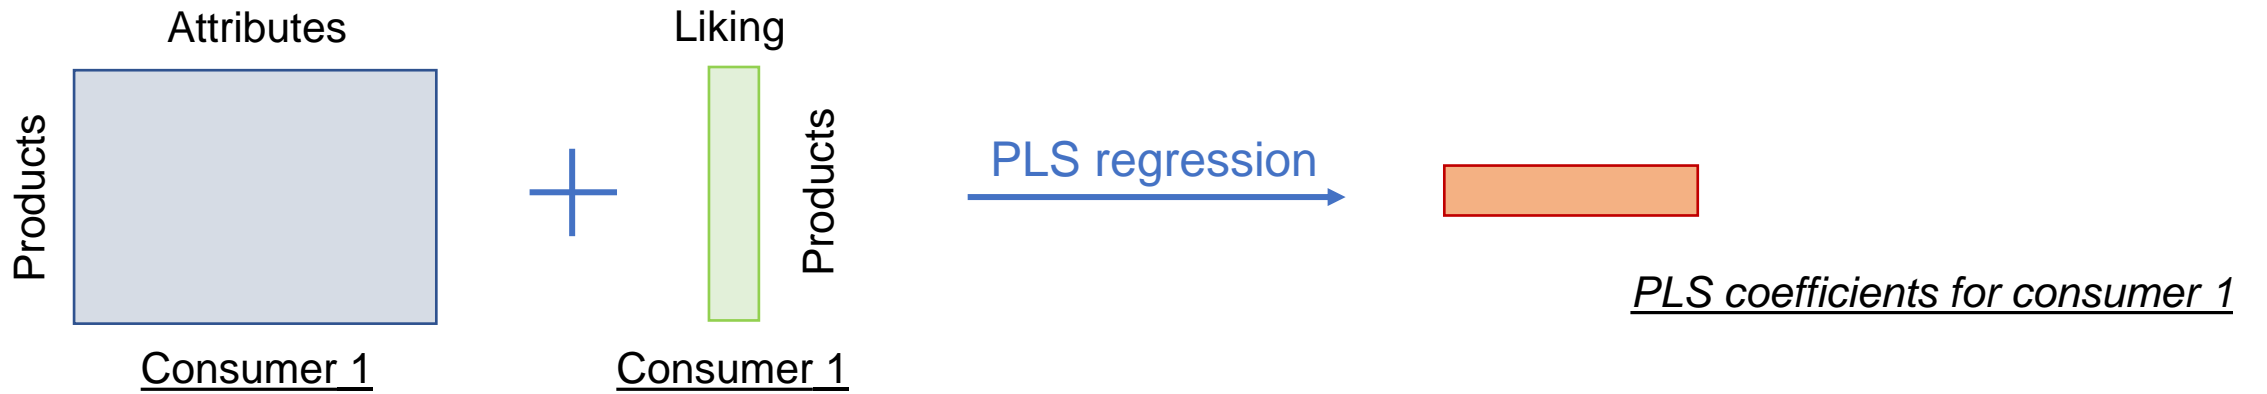 Attributes
Liking
Products
Products
PLS regression
PLS coefficients for consumer 1
Consumer 1
Consumer 1